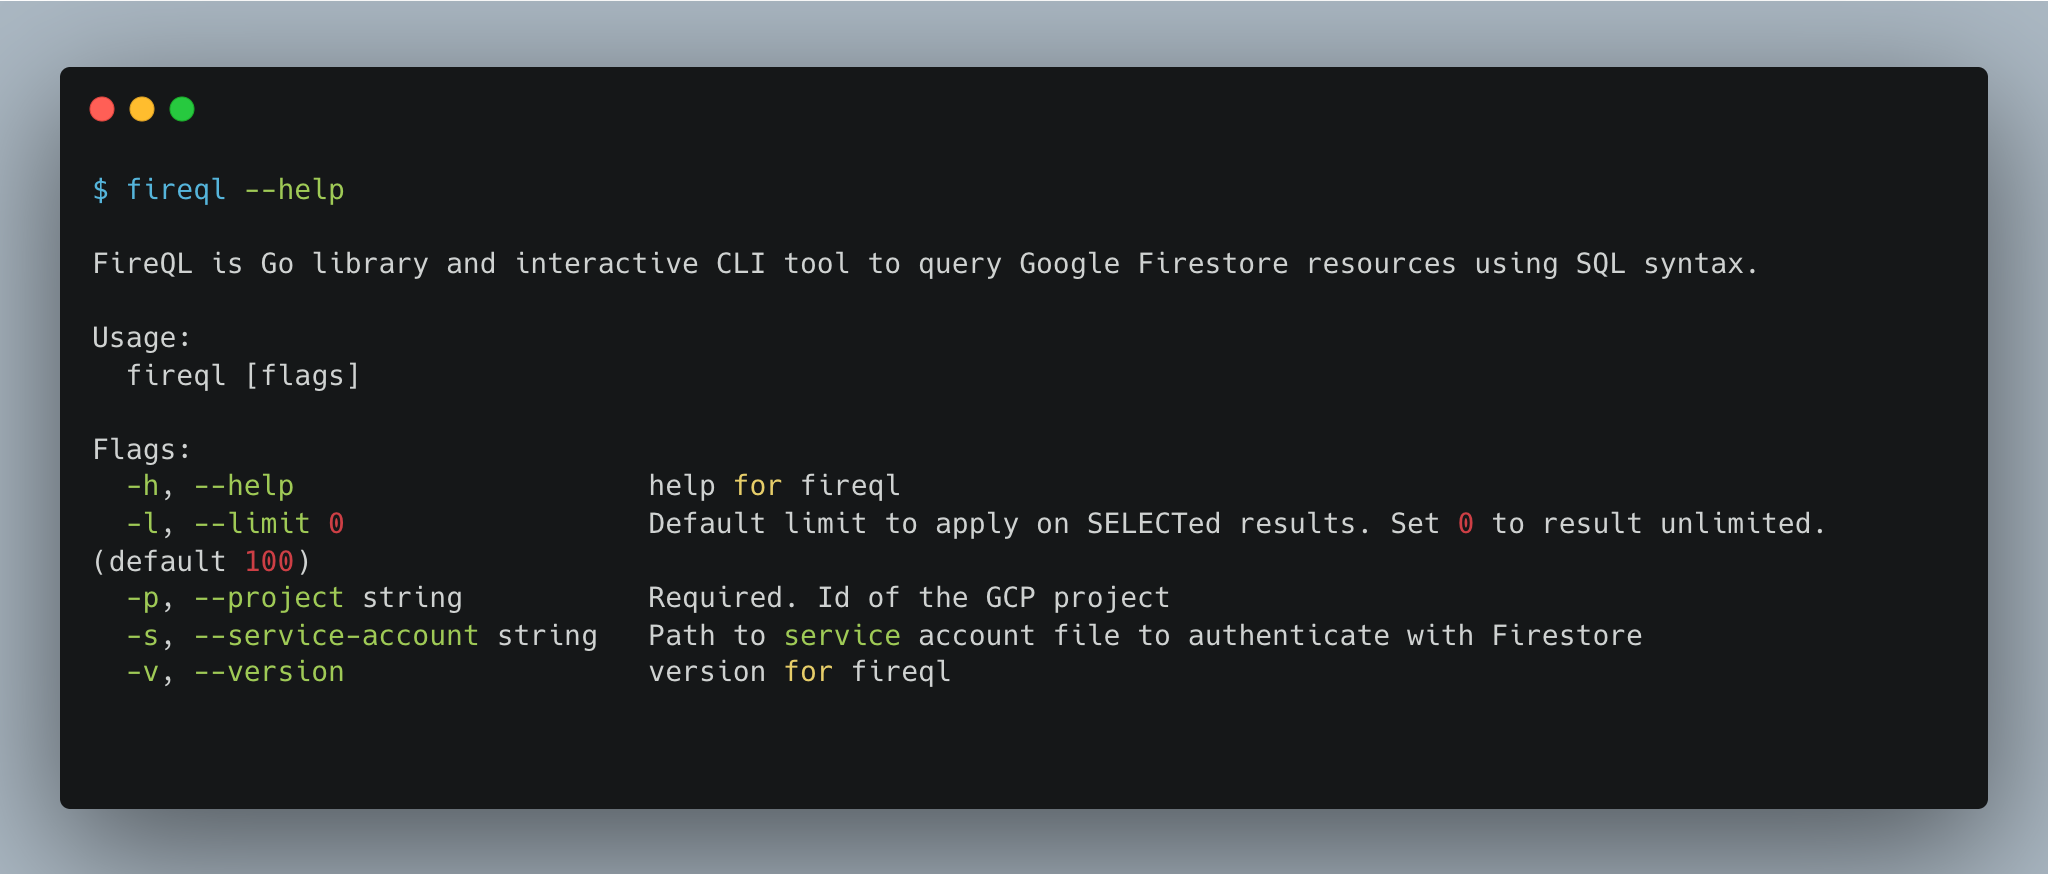 $ fireql --help
FireQL is Go library and interactive CLI tool to query Google Firestore resources using SQL syntax.
Usage:
  fireql [flags]
Flags:
  -h, --help                     help for fireql
  -l, --limit 0                  Default limit to apply on SELECTed results. Set 0 to result unlimited.
(default 100)
  -p, --project string           Required. Id of the GCP project
  -s, --service-account string   Path to service account file to authenticate with Firestore
  -v, --version                  version for fireql